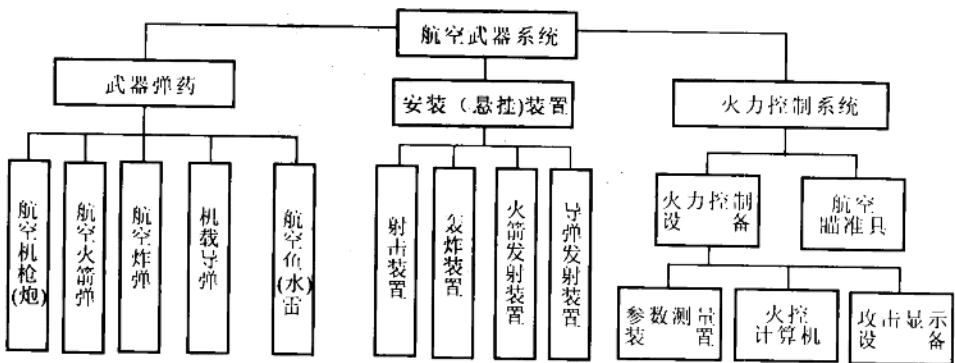 航空武器系统
武器弹药
安装(悬挂)装置
火力控制系统
航空机枪(炮)
航空火箭弹
航空炸弹
机载导弹
航空鱼(水)雷
射击装置
轰炸装置
火箭发射装置
导弹发射装置
火力控制
设备
航空
瞄准具
参数测量
装置
火控
计算机
攻击显示
设备